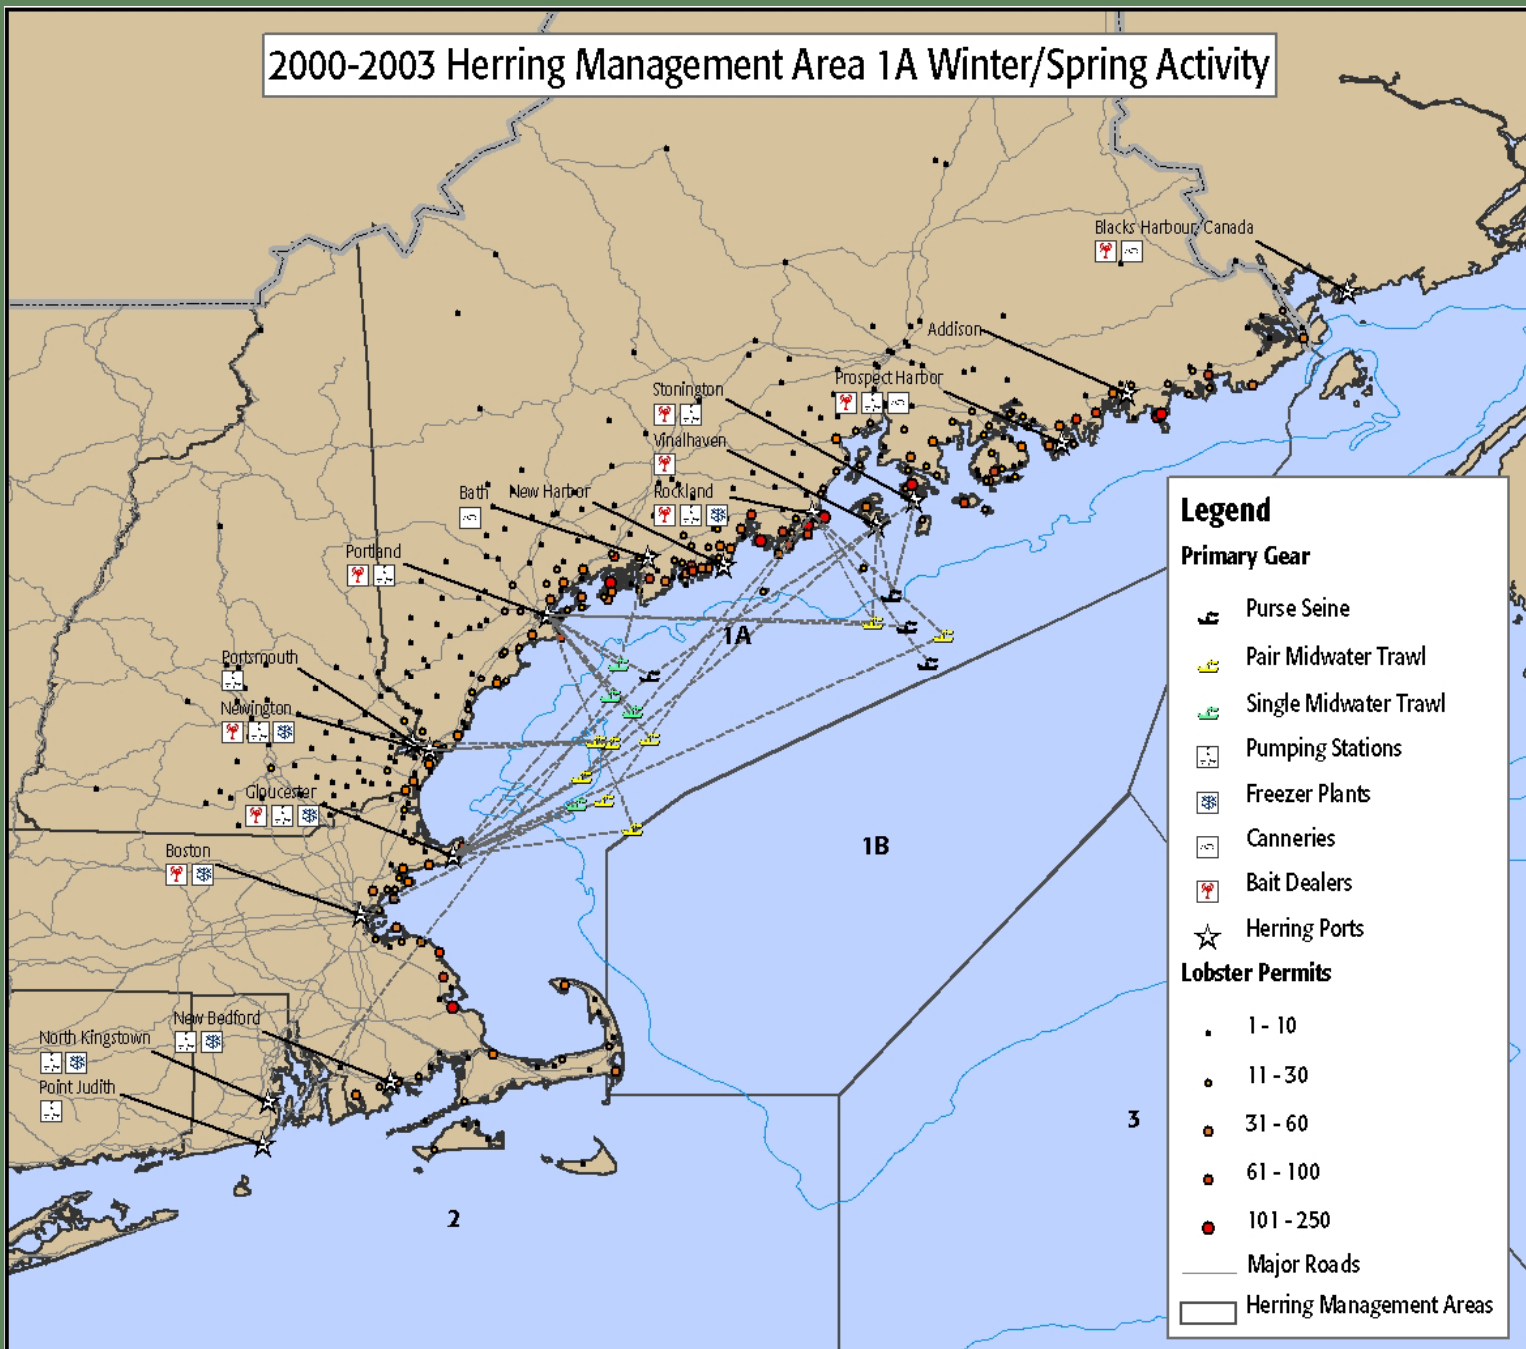 2000-2003 Herring Management Area 1A Winter/Spring Activity
Blacks Harbour, Canada
Addison
Prospect Harbor
Stonington
Vinalhaven
Rockland
New Harbor
Bath
Portland
Portsmouth
Newington
Gloucester
Boston
New Bedford
North Kingstown
Point Judith
1A
1B
2
3
Legend
Primary Gear
Purse Seine
Pair Midwater Trawl
Single Midwater Trawl
Pumping Stations
Freezer Plants
Canneries
Bait Dealers
Herring Ports
Lobster Permits
1 - 10
11 - 30
31 - 60
61 - 100
101 - 250
Major Roads
Herring Management Areas